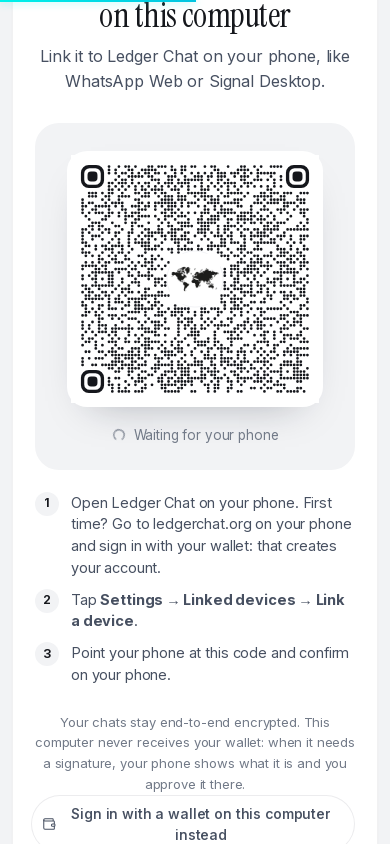 on this computer
Link it to Ledger Chat on your phone, like
WhatsApp Web or Signal Desktop.
Waiting for your phone
1 Open Ledger Chat on your phone. First
time? Go to ledgerchat.org on your phone
and sign in with your wallet: that creates
your account.
2 Tap Settings → Linked devices → Link
a device.
3 Point your phone at this code and confirm
on your phone.
Your chats stay end-to-end encrypted. This
computer never receives your wallet: when it needs
a signature, your phone shows what it is and you
approve it there.
Sign in with a wallet on this computer
instead